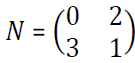 N = (0 2
3 1)